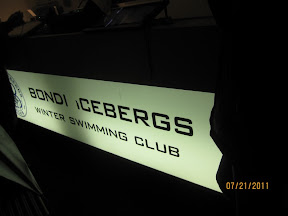 BONDI iCEBERGS
WINTER SWIMMING CLUB
07/21/2011